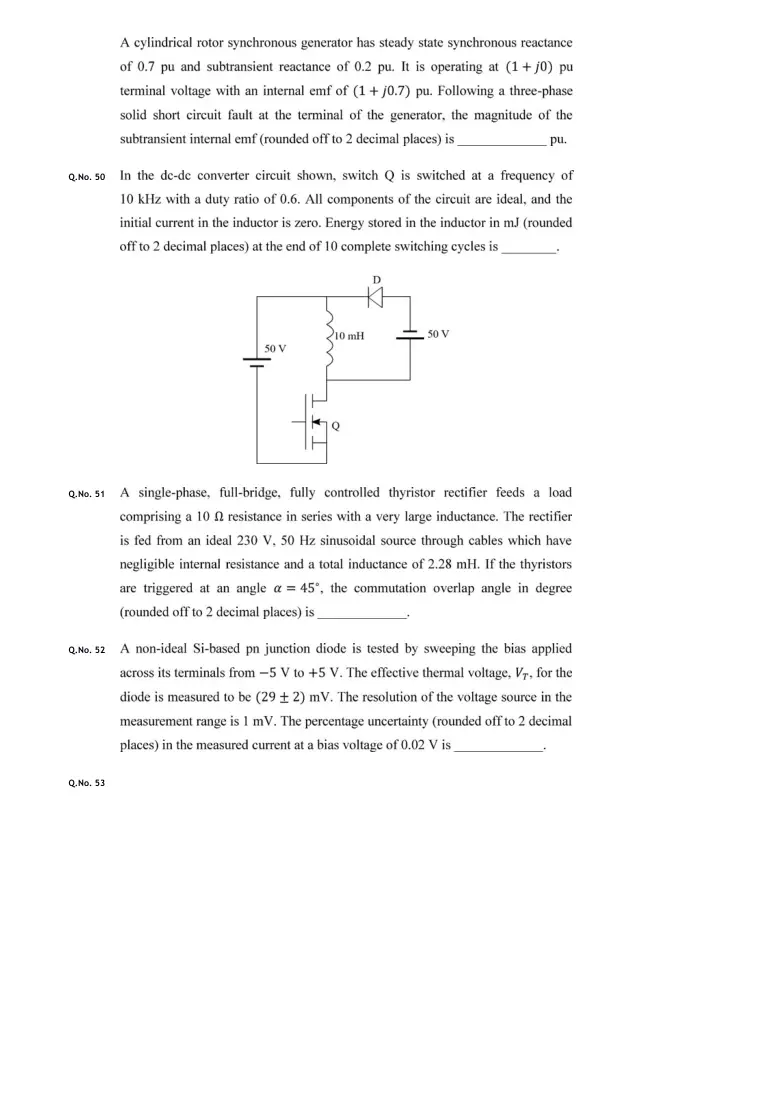 A cylindrical rotor synchronous generator has steady state synchronous reactance
of 0.7 pu and subtransient reactance of 0.2 pu. It is operating at (1 + j0) pu
terminal voltage with an internal emf of (1 + j0.7) pu. Following a three-phase
solid short circuit fault at the terminal of the generator, the magnitude of the
subtransient internal emf (rounded off to 2 decimal places) is ____________ pu.
Q.No. 50 In the dc-dc converter circuit shown, switch Q is switched at a frequency of
10 kHz with a duty ratio of 0.6. All components of the circuit are ideal, and the
initial current in the inductor is zero. Energy stored in the inductor in mJ (rounded
off to 2 decimal places) at the end of 10 complete switching cycles is ________.
D
10 mH
50 V
50 V
Q
Q.No. 51 A single-phase, full-bridge, fully controlled thyristor rectifier feeds a load
comprising a 10 Ω resistance in series with a very large inductance. The rectifier
is fed from an ideal 230 V, 50 Hz sinusoidal source through cables which have
negligible internal resistance and a total inductance of 2.28 mH. If the thyristors
are triggered at an angle α = 45°, the commutation overlap angle in degree
(rounded off to 2 decimal places) is ____________.
Q.No. 52 A non-ideal Si-based pn junction diode is tested by sweeping the bias applied
across its terminals from −5 V to +5 V. The effective thermal voltage, V_T, for the
diode is measured to be (29 ± 2) mV. The resolution of the voltage source in the
measurement range is 1 mV. The percentage uncertainty (rounded off to 2 decimal
places) in the measured current at a bias voltage of 0.02 V is ____________.
Q.No. 53